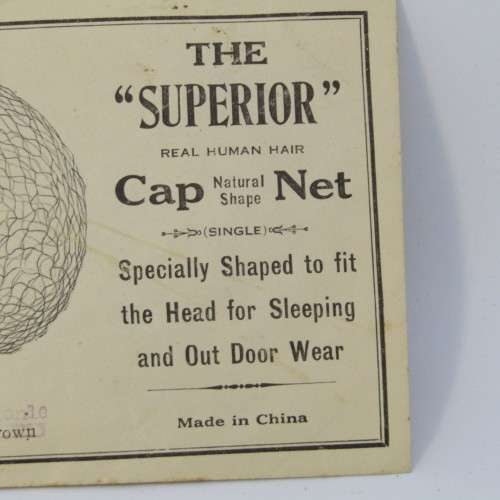 THE
"SUPERIOR"
REAL HUMAN HAIR
Cap Natural Shape Net
(SINGLE)
Specially Shaped to fit
the Head for Sleeping
and Out Door Wear
Made in China